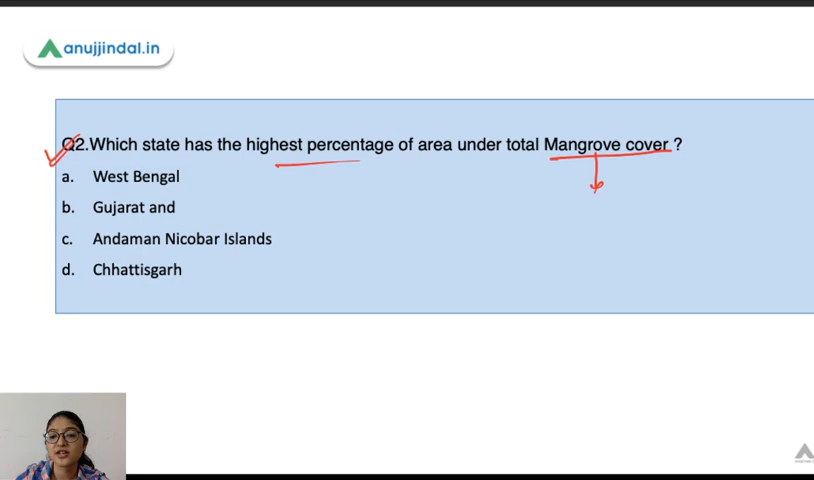 anujjindal.in
Q2.Which state has the highest percentage of area under total Mangrove cover ?
a. West Bengal
b. Gujarat and
c. Andaman Nicobar Islands
d. Chhattisgarh